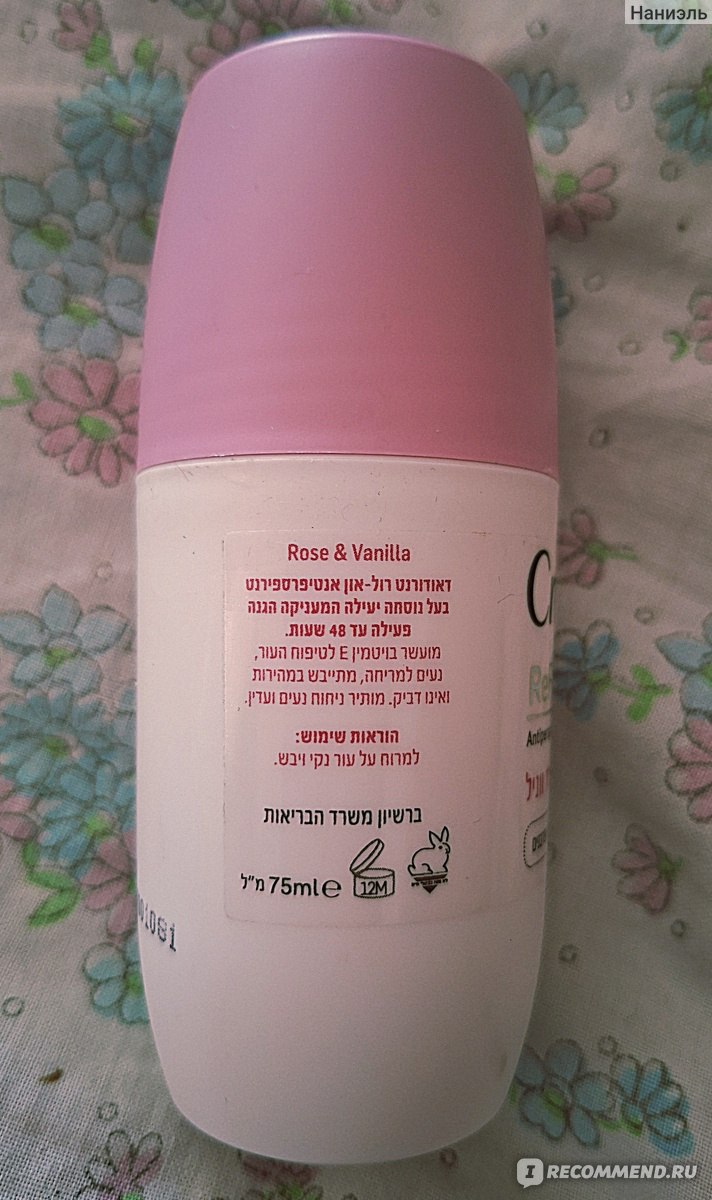 Наниэль
Rose & Vanilla
דאודורנט רול-און אנטיפרספירנט
בעל נוסחה יעילה המעניקה הגנה
פעילה עד 48 שעות.
מועשר בויטמין E לטיפוח העור,
נעים למריחה, מתייבש במהירות
ואינו דביק. מותיר ניחוח נעים ועדין.
הוראות שימוש:
למרוח על עור נקי ויבש.
ברשיון משרד הבריאות
12M
75ml e מ"ל
IRECOMMEND.RU